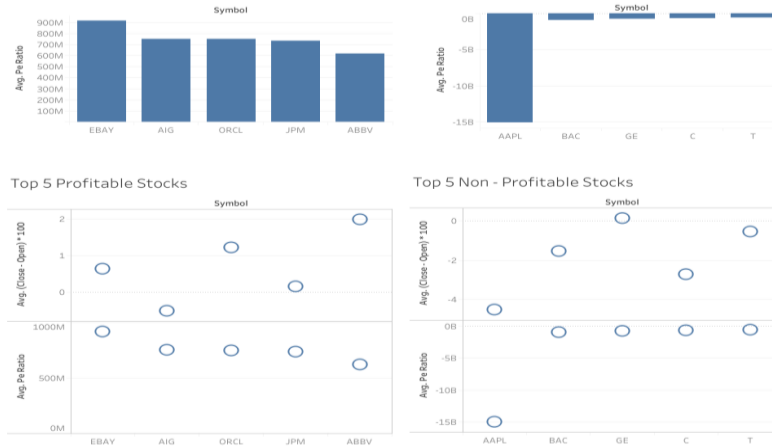 Symbol
Avg. Pe Ratio
900M
800M
700M
600M
500M
400M
300M
200M
100M
EBAY AIG ORCL JPM ABBV
Symbol
Avg. Pe Ratio
0B
-5B
-10B
-15B
AAPL BAC GE C T
Top 5 Profitable Stocks
Symbol
Avg. (Close - Open) * 100
2
1
0
Avg. Pe Ratio
1000M
500M
0M
EBAY AIG ORCL JPM ABBV
Top 5 Non - Profitable Stocks
Symbol
Avg. (Close - Open) * 100
0
-2
-4
Avg. Pe Ratio
0B
-5B
-10B
-15B
AAPL BAC GE C T